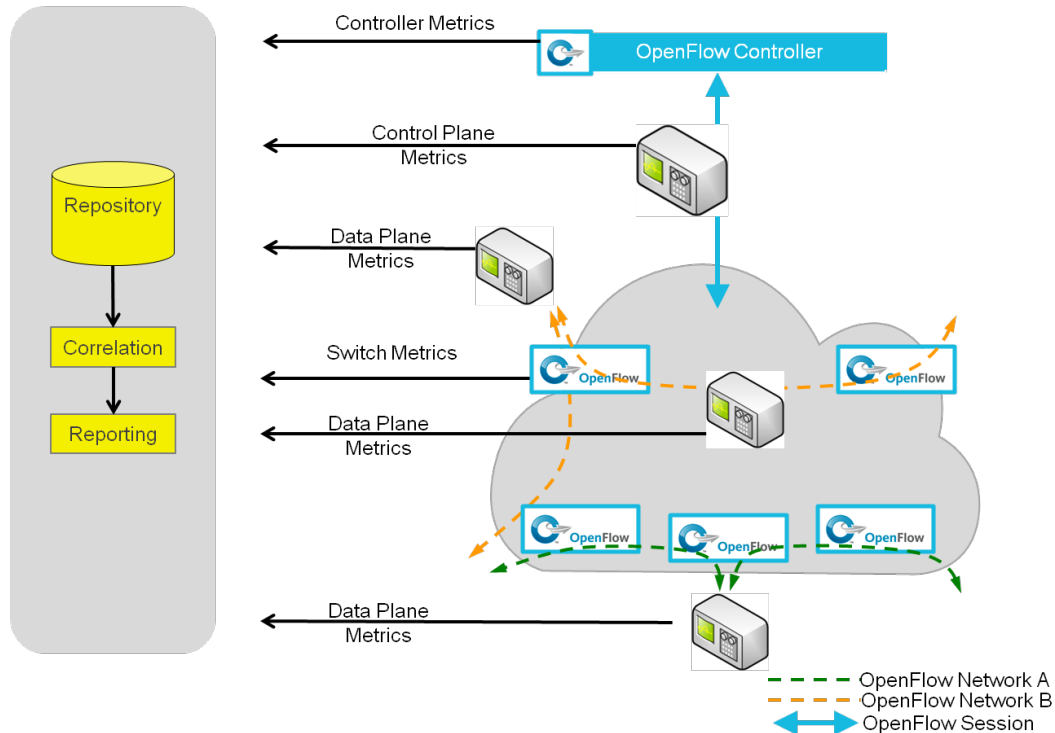 Controller Metrics
OpenFlow Controller
Control Plane
Metrics
Repository
Data Plane
Metrics
Correlation
Switch Metrics
OpenFlow
OpenFlow
Reporting
Data Plane
Metrics
OpenFlow
OpenFlow
OpenFlow
Data Plane
Metrics
OpenFlow Network A
OpenFlow Network B
OpenFlow Session